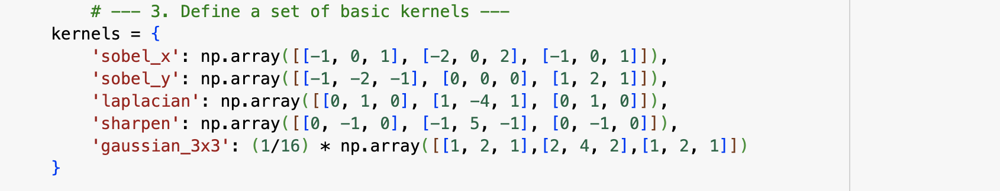 # --- 3. Define a set of basic kernels ---
kernels = {
'sobel_x': np.array([[-1, 0, 1], [-2, 0, 2], [-1, 0, 1]]),
'sobel_y': np.array([[-1, -2, -1], [0, 0, 0], [1, 2, 1]]),
'laplacian': np.array([[0, 1, 0], [1, -4, 1], [0, 1, 0]]),
'sharpen': np.array([[0, -1, 0], [-1, 5, -1], [0, -1, 0]]),
'gaussian_3x3': (1/16) * np.array([[1, 2, 1],[2, 4, 2],[1, 2, 1]])
}